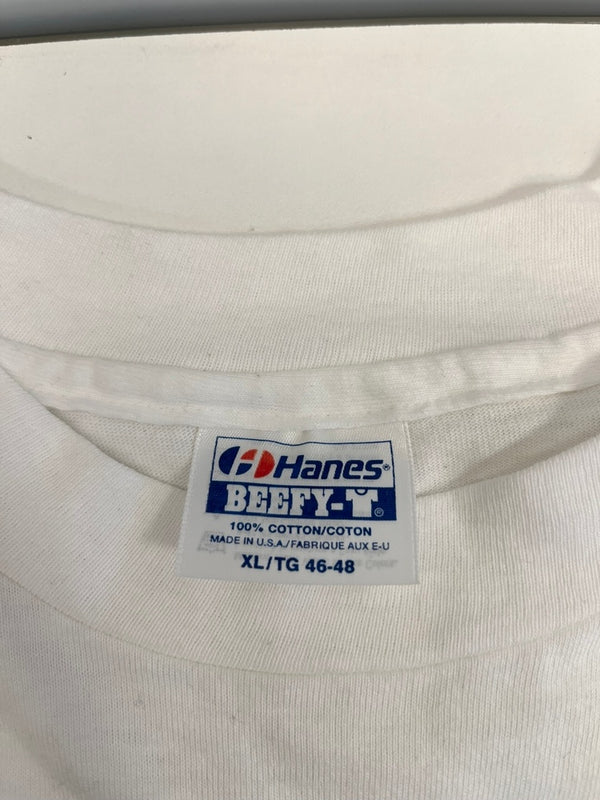 Hanes®
BEEFY-T®
100% COTTON/COTON
MADE IN U.S.A./FABRIQUE AUX E-U
XL/TG 46-48